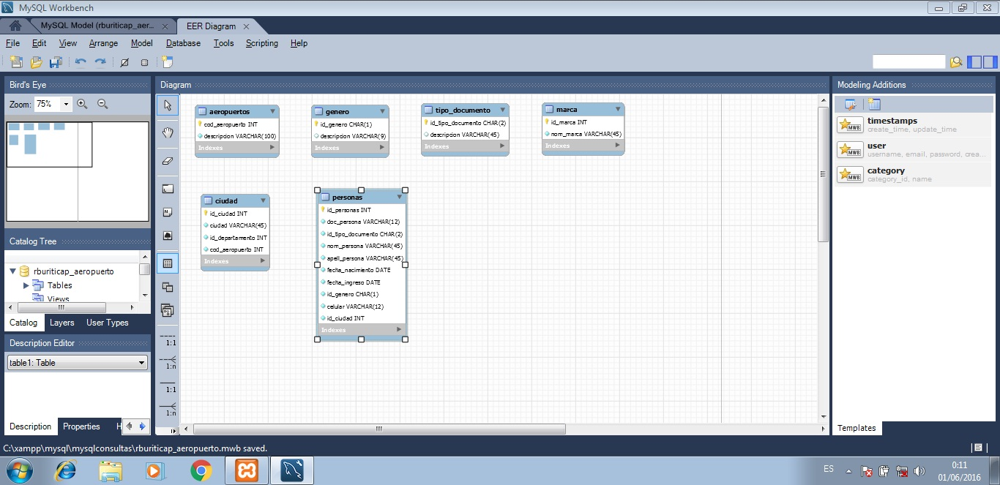 MySQL Workbench
MySQL Model (rburiticap_aer...
EER Diagram
File Edit View Arrange Model Database Tools Scripting Help
Bird's Eye
Zoom: 75%
Catalog Tree
rburiticap_aeropuerto
Tables
Views
Catalog Layers User Types
Description Editor
table1: Table
Description Properties H
Diagram
1:1
1:n
1:1
1:n
aeropuertos
cod_aeropuerto INT
descripcion VARCHAR(100)
Indexes
genero
id_genero CHAR(1)
descripcion VARCHAR(9)
Indexes
tipo_documento
id_tipo_documento CHAR(2)
descripcion VARCHAR(45)
Indexes
marca
id_marca INT
nom_marca VARCHAR(45)
Indexes
ciudad
id_ciudad INT
ciudad VARCHAR(45)
id_departamento INT
cod_aeropuerto INT
Indexes
personas
id_personas INT
doc_persona VARCHAR(12)
id_tipo_documento CHAR(2)
nom_persona VARCHAR(45)
apell_persona VARCHAR(45)
fecha_nacimiento DATE
fecha_ingreso DATE
id_genero CHAR(1)
celular VARCHAR(12)
id_ciudad INT
Indexes
Modeling Additions
MWB
timestamps
create_time, update_time
MWB
user
username, email, password, crea...
MWB
category
category_id, name
Templates
C:\xampp\mysql\mysqlconsultas\rburiticap_aeropuerto.mwb saved.
ES
0:11
01/06/2016